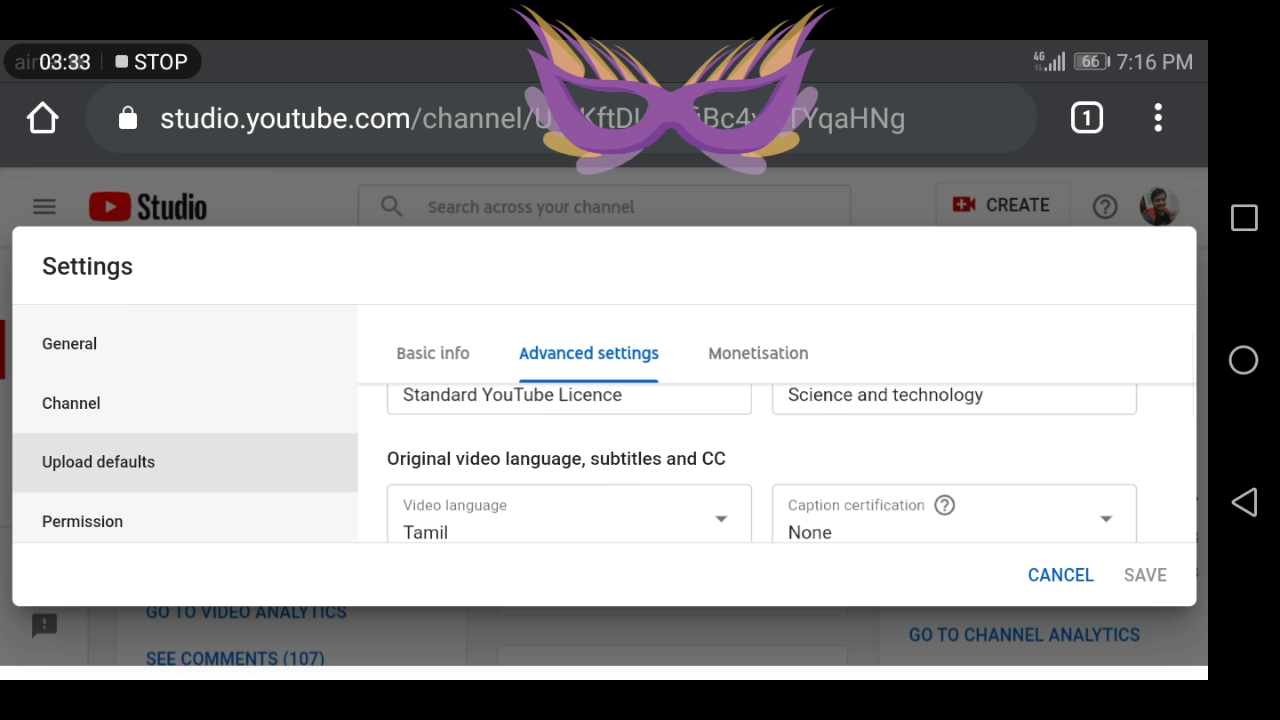 03:33 STOP
4G 66 7:16 PM
studio.youtube.com/channel/
YqaHNg
1
Studio
Search across your channel
CREATE
Settings
General
Channel
Upload defaults
Permission
Basic info
Advanced settings
Monetisation
Standard YouTube Licence
Science and technology
Original video language, subtitles and CC
Video language
Tamil
Caption certification
None
CANCEL
SAVE
GO TO VIDEO ANALYTICS
SEE COMMENTS (107)
GO TO CHANNEL ANALYTICS